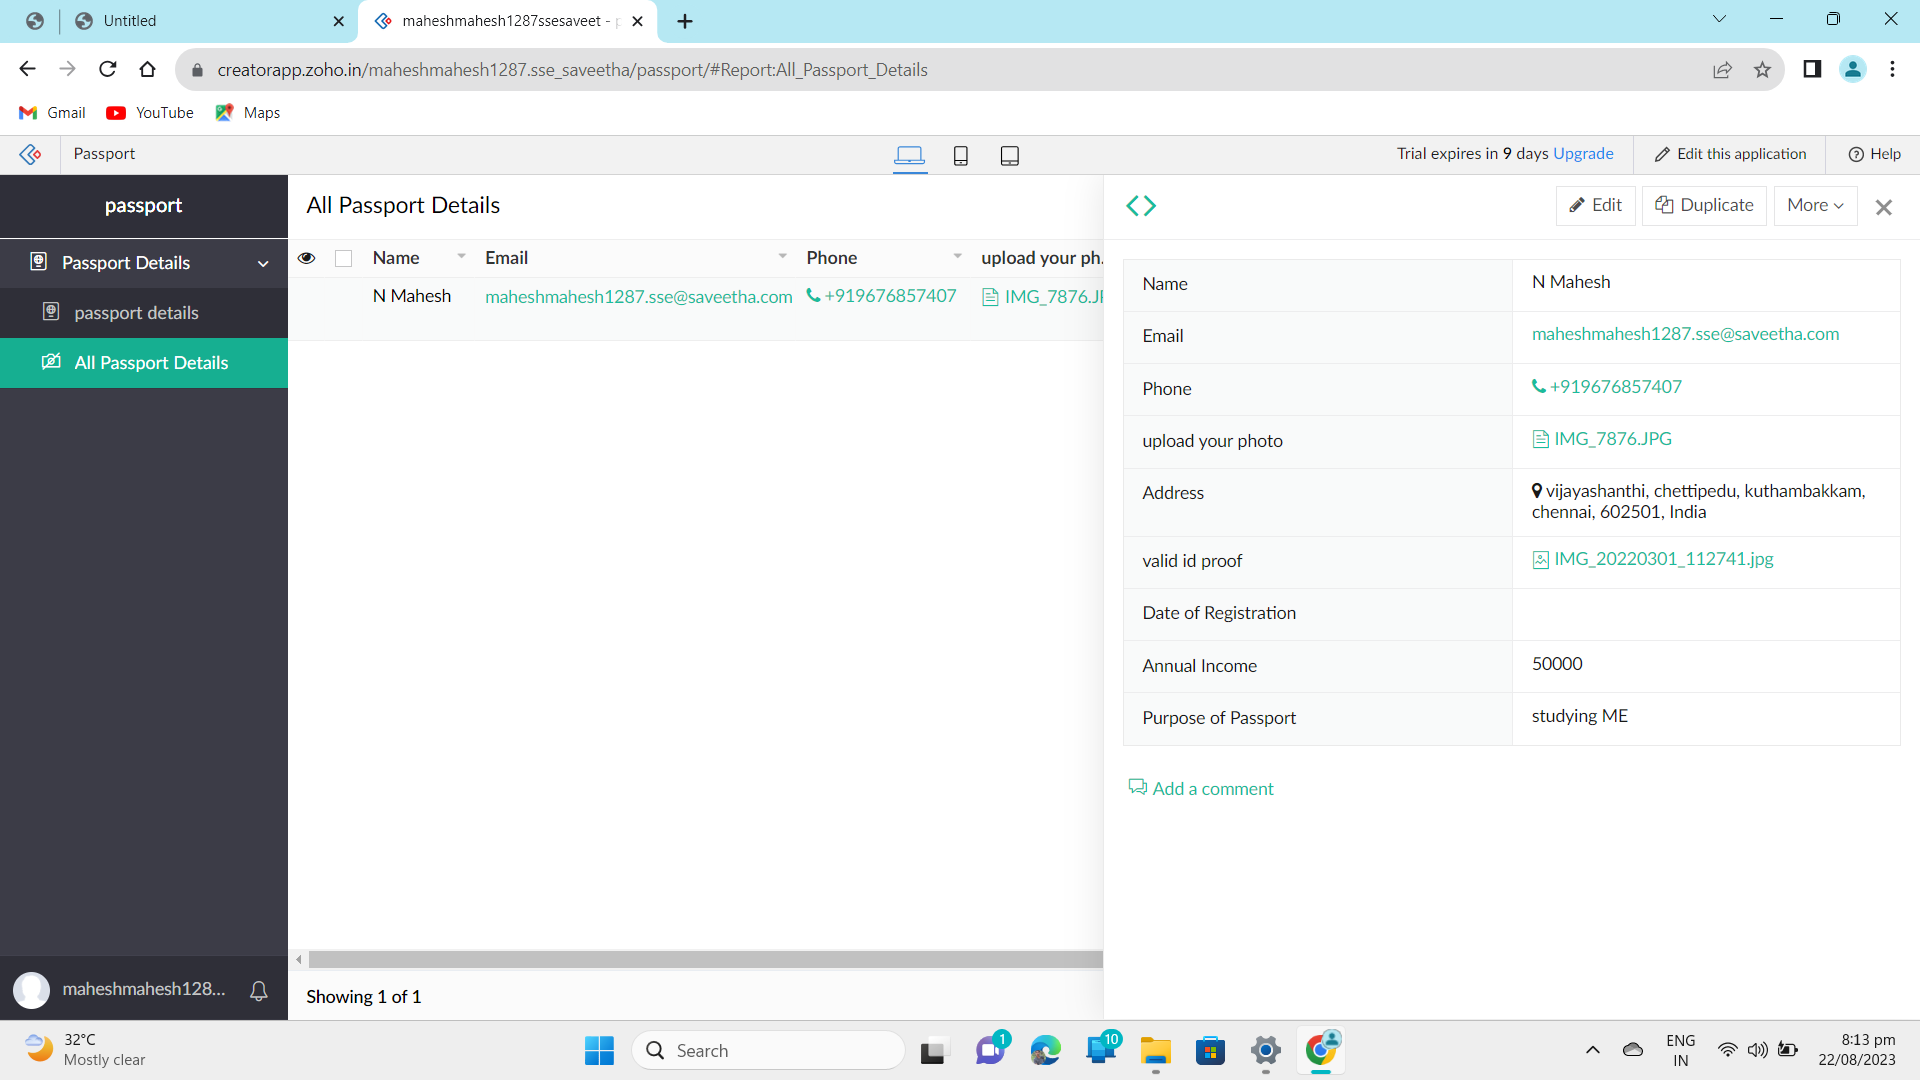 Untitled
maheshmahesh1287ssesaveet - p
creatorapp.zoho.in/maheshmahesh1287.sse_saveetha/passport/#Report:All_Passport_Details
Gmail YouTube Maps
Passport
Trial expires in 9 days Upgrade
Edit this application
Help
passport
Passport Details
passport details
All Passport Details
maheshmahesh128...
All Passport Details
Name Email Phone upload your ph.
N Mahesh maheshmahesh1287.sse@saveetha.com +919676857407 IMG_7876.JP
Showing 1 of 1
Edit Duplicate More
Name N Mahesh
Email maheshmahesh1287.sse@saveetha.com
Phone +919676857407
upload your photo IMG_7876.JPG
Address vijayashanthi, chettipedu, kuthambakkam,
chennai, 602501, India
valid id proof IMG_20220301_112741.jpg
Date of Registration
Annual Income 50000
Purpose of Passport studying ME
Add a comment
32°C
Mostly clear
Search
1
10
ENG
IN
8:13 pm
22/08/2023